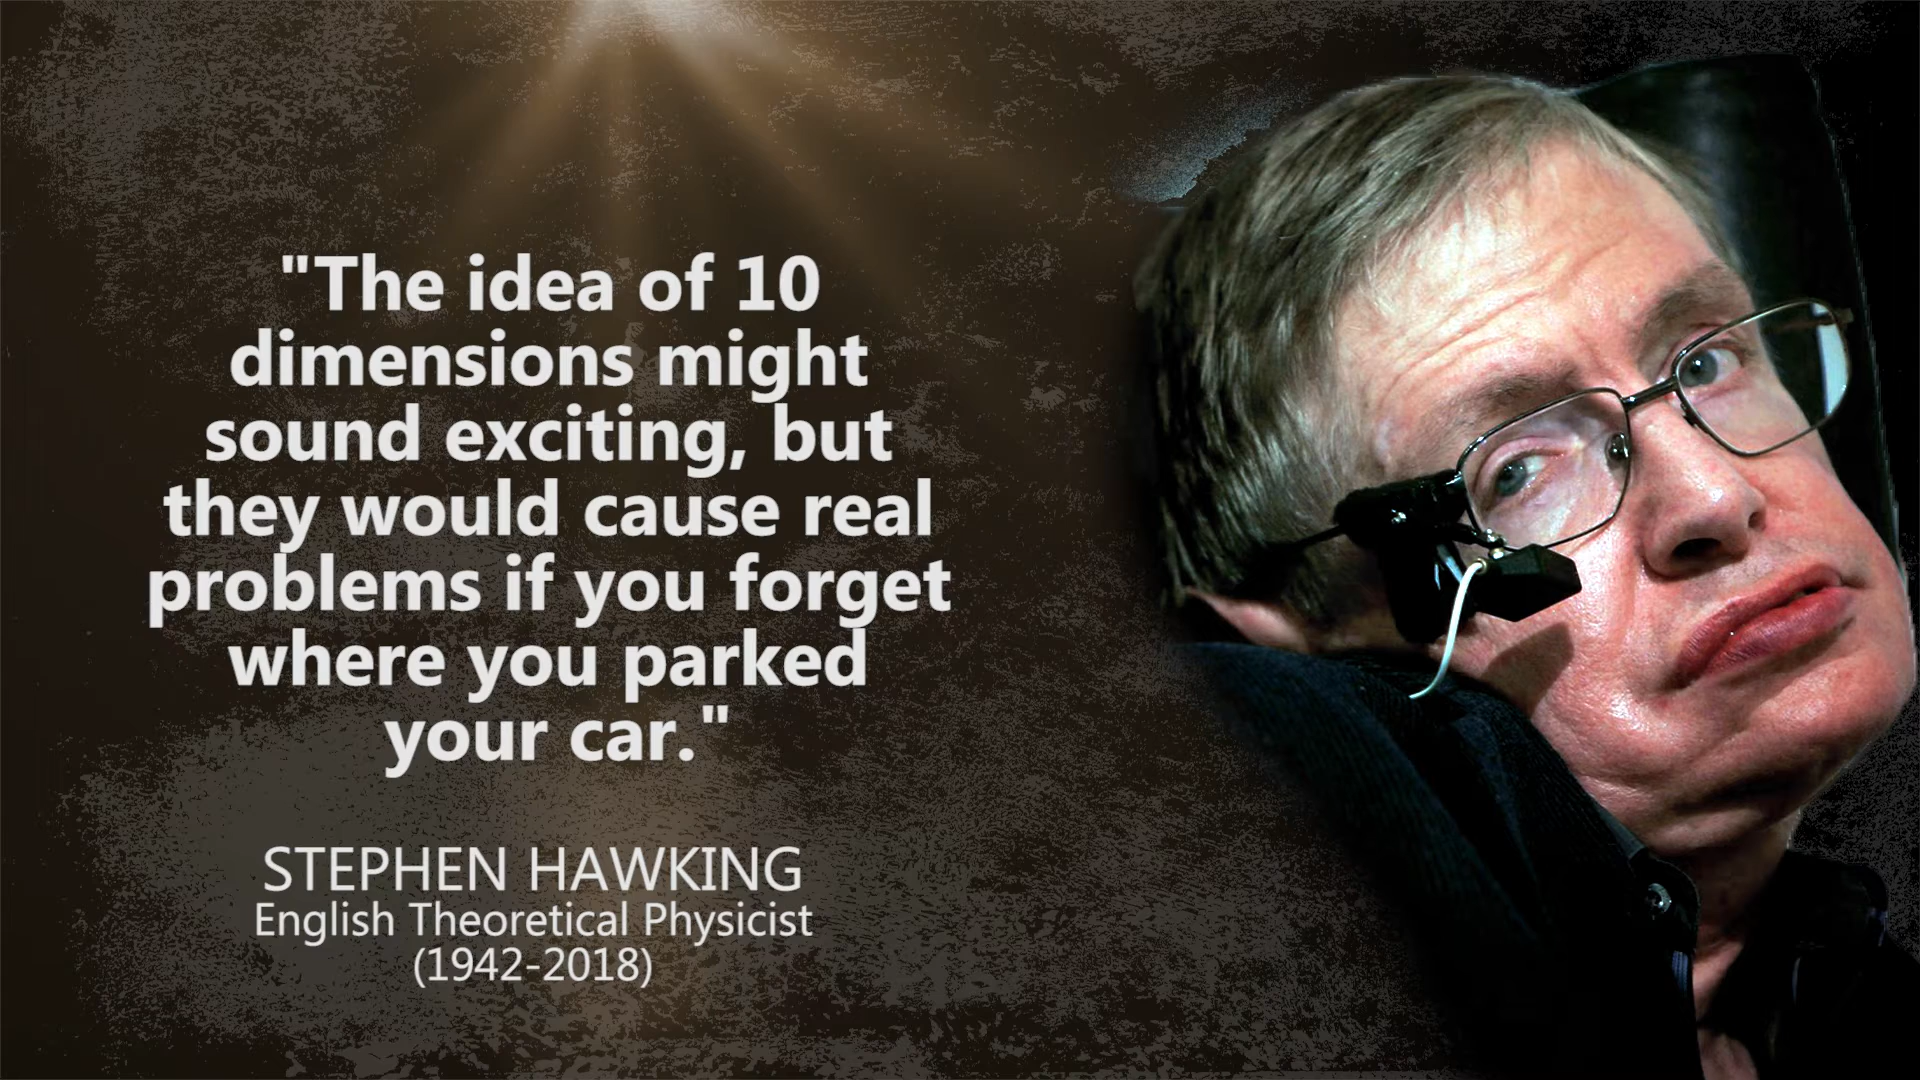 "The idea of 10
dimensions might
sound exciting, but
they would cause real
problems if you forget
where you parked
your car."
STEPHEN HAWKING
English Theoretical Physicist
(1942-2018)